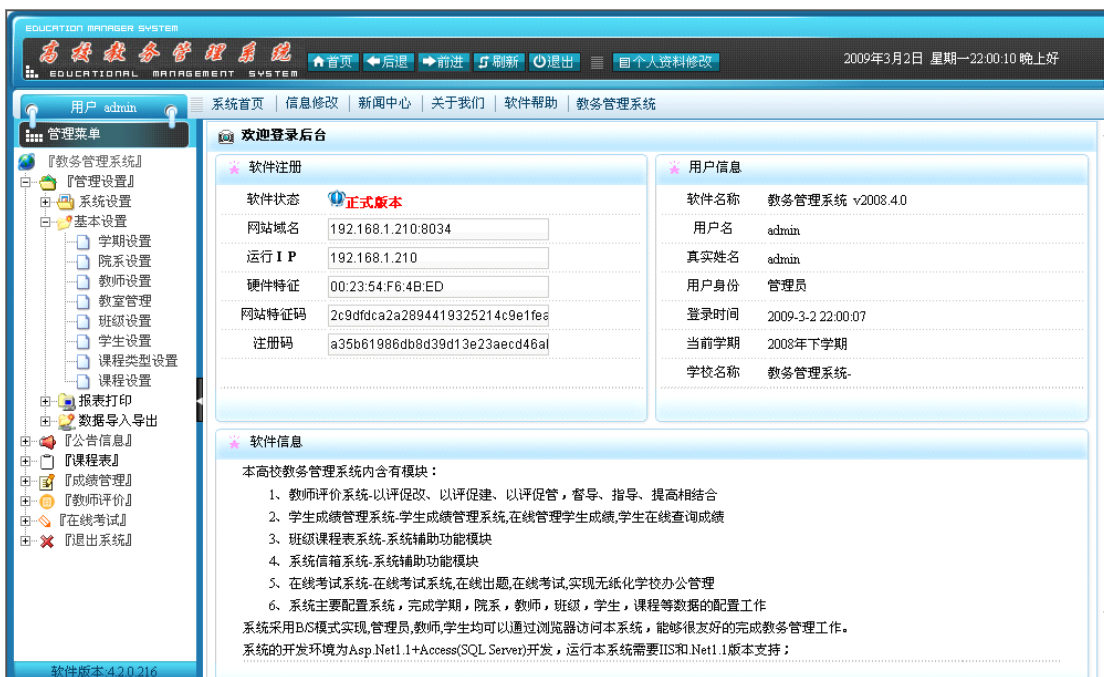 EDUCATION MANAGER SYSTEM
高校教务管理系统
EDUCATIONAL MANAGEMENT SYSTEM
首页 后退 前进 刷新 退出 个人资料修改
2009年3月2日 星期一22:00:10 晚上好
用户 admin
系统首页 | 信息修改 | 新闻中心 | 关于我们 | 软件帮助 | 教务管理系统
管理菜单
『教务管理系统』
『管理设置』
系统设置
基本设置
学期设置
院系设置
教师设置
教室管理
班级设置
学生设置
课程类型设置
课程设置
报表打印
数据导入导出
『公告信息』
『课程表』
『成绩管理』
『教师评价』
『在线考试』
『退出系统』
软件版本:4.2.0.216
欢迎登录后台
软件注册
软件状态 正式版本
网站域名 192.168.1.210:8034
运行I P 192.168.1.210
硬件特征 00:23:54:F6:4B:ED
网站特征码 2c9dfdca2a2894419325214c9e1fea
注册码 a35b61986db8d39d13e23aecd46al
用户信息
软件名称 教务管理系统 v2008.4.0
用户名 admin
真实姓名 admin
用户身份 管理员
登录时间 2009-3-2 22:00:07
当前学期 2008年下学期
学校名称 教务管理系统-
软件信息
本高校教务管理系统内含有模块：
1、教师评价系统-以评促改、以评促建、以评促管，督导、指导、提高相结合
2、学生成绩管理系统-学生成绩管理系统,在线管理学生成绩,学生在线查询成绩
3、班级课程表系统-系统辅助功能模块
4、系统信箱系统-系统辅助功能模块
5、在线考试系统-在线考试系统,在线出题,在线考试,实现无纸化学校办公管理
6、系统主要配置系统，完成学期，院系，教师，班级，学生，课程等数据的配置工作
系统采用B/S模式实现,管理员,教师,学生均可以通过浏览器访问本系统，能够很友好的完成教务管理工作。
系统的开发环境为Asp.Net1.1+Access(SQL Server)开发，运行本系统需要IIS和.Net1.1版本支持；